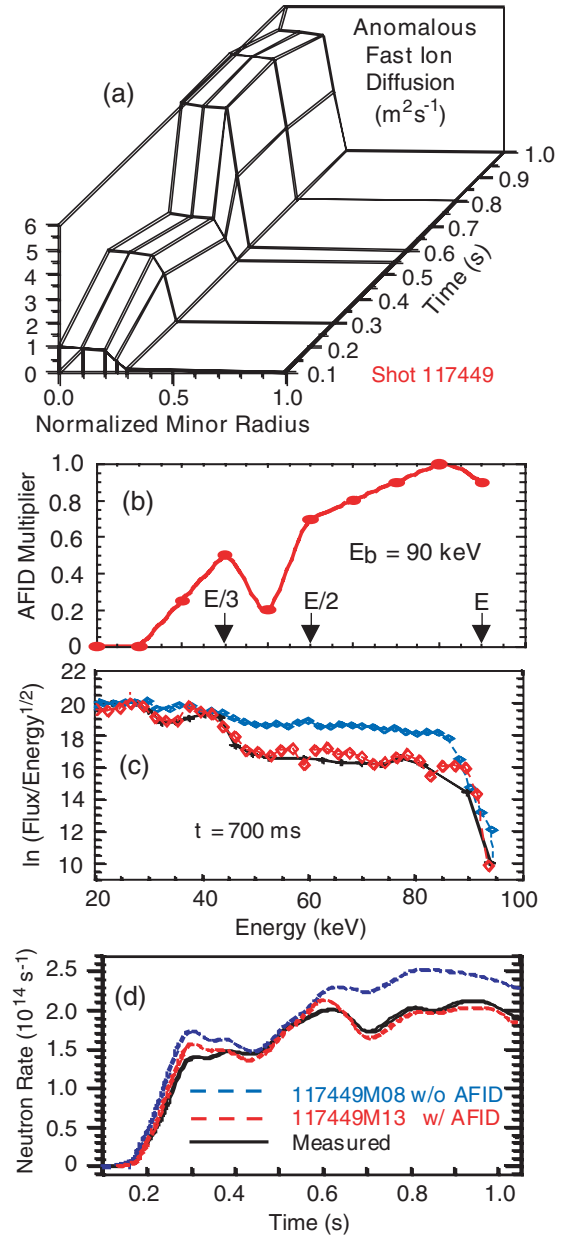 Anomalous
Fast Ion
Diffusion
(m²s⁻¹)
(a)
6
5
4
3
2
1
0
0.0
0.5
1.0
Normalized Minor Radius
0.1
0.2
0.3
0.4
0.5
0.6
0.7
0.8
0.9
1.0
Time (s)
Shot 117449
AFID Multiplier
1.0
0.8
0.6
0.4
0.2
0
(b)
E_b = 90 keV
E/3
E/2
E
ln (Flux/Energy^1/2)
22
20
18
16
14
12
10
(c)
t = 700 ms
20
40
60
80
100
Energy (keV)
Neutron Rate (10¹⁴ s⁻¹)
2.5
2.0
1.5
1.0
0.5
0
(d)
117449M08 w/o AFID
117449M13 w/ AFID
Measured
0.2
0.4
0.6
0.8
1.0
Time (s)